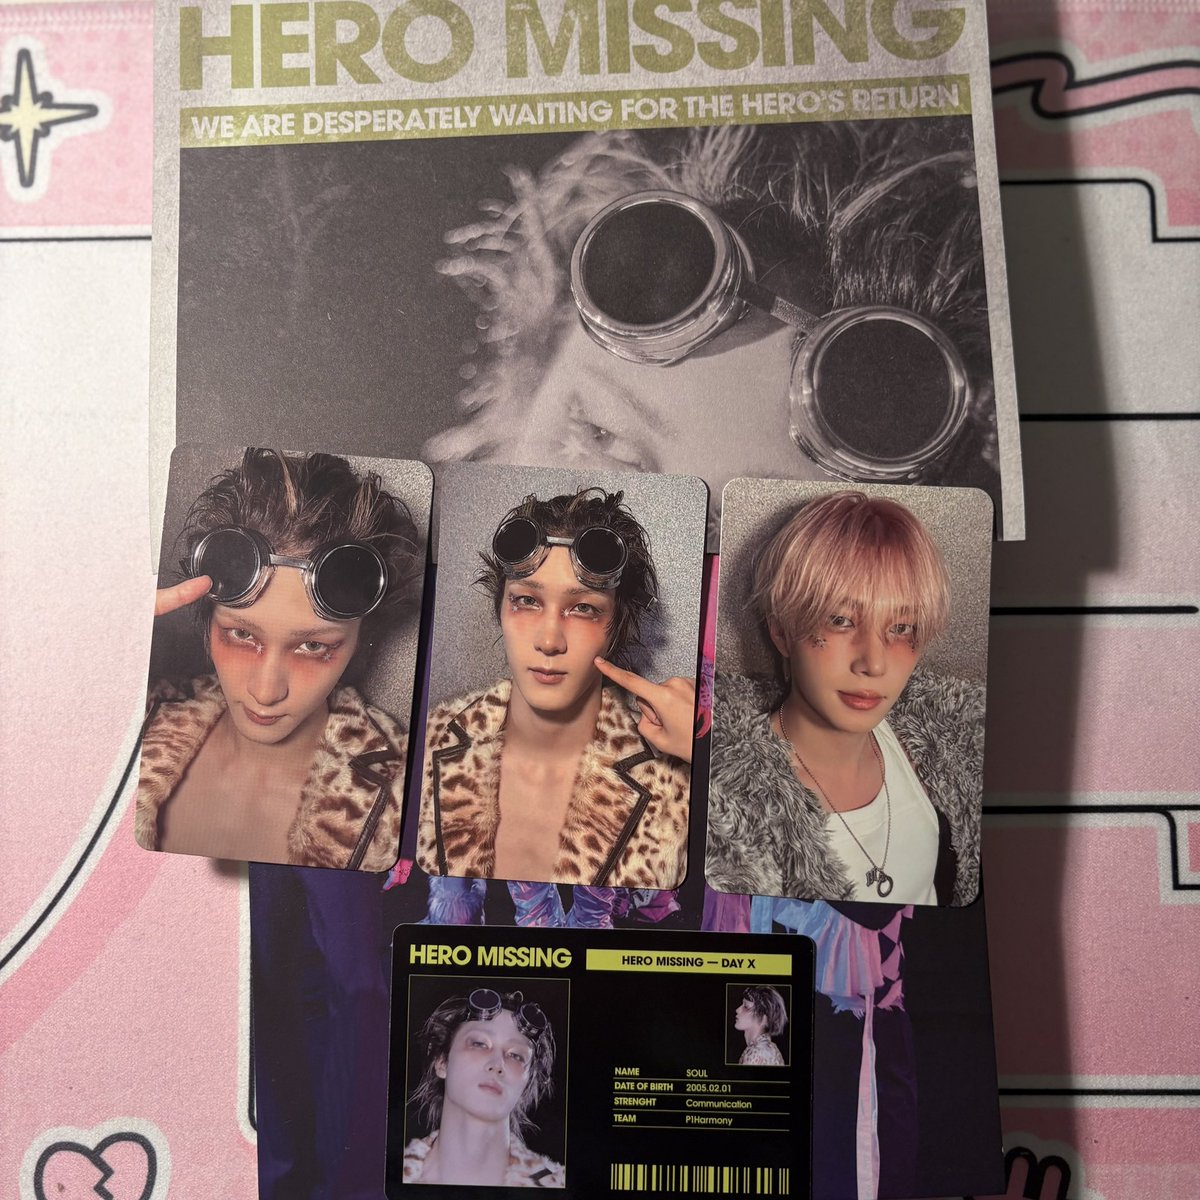 HERO MISSING
WE ARE DESPERATELY WAITING FOR THE HERO'S RETURN
HERO MISSING
HERO MISSING — DAY X
NAME SOUL
DATE OF BIRTH 2005.02.01
STRENGHT Communication
TEAM P1Harmony